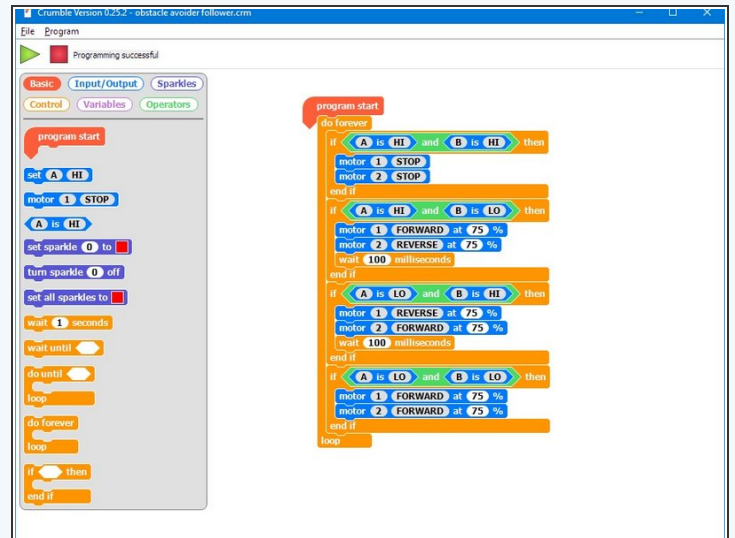 Crumble Version 0.25.2 - obstacle avoider follower.crm
File Program
Programming successful
Basic Input/Output Sparkles
Control Variables Operators
program start
set A HI
motor 1 STOP
A is HI
set sparkle 0 to
turn sparkle 0 off
set all sparkles to
wait 1 seconds
wait until
do until
loop
do forever
loop
if then
end if
program start
do forever
if A is HI and B is HI then
motor 1 STOP
motor 2 STOP
end if
if A is HI and B is LO then
motor 1 FORWARD at 75 %
motor 2 REVERSE at 75 %
wait 100 milliseconds
end if
if A is LO and B is HI then
motor 1 REVERSE at 75 %
motor 2 FORWARD at 75 %
wait 100 milliseconds
end if
if A is LO and B is LO then
motor 1 FORWARD at 75 %
motor 2 FORWARD at 75 %
end if
loop